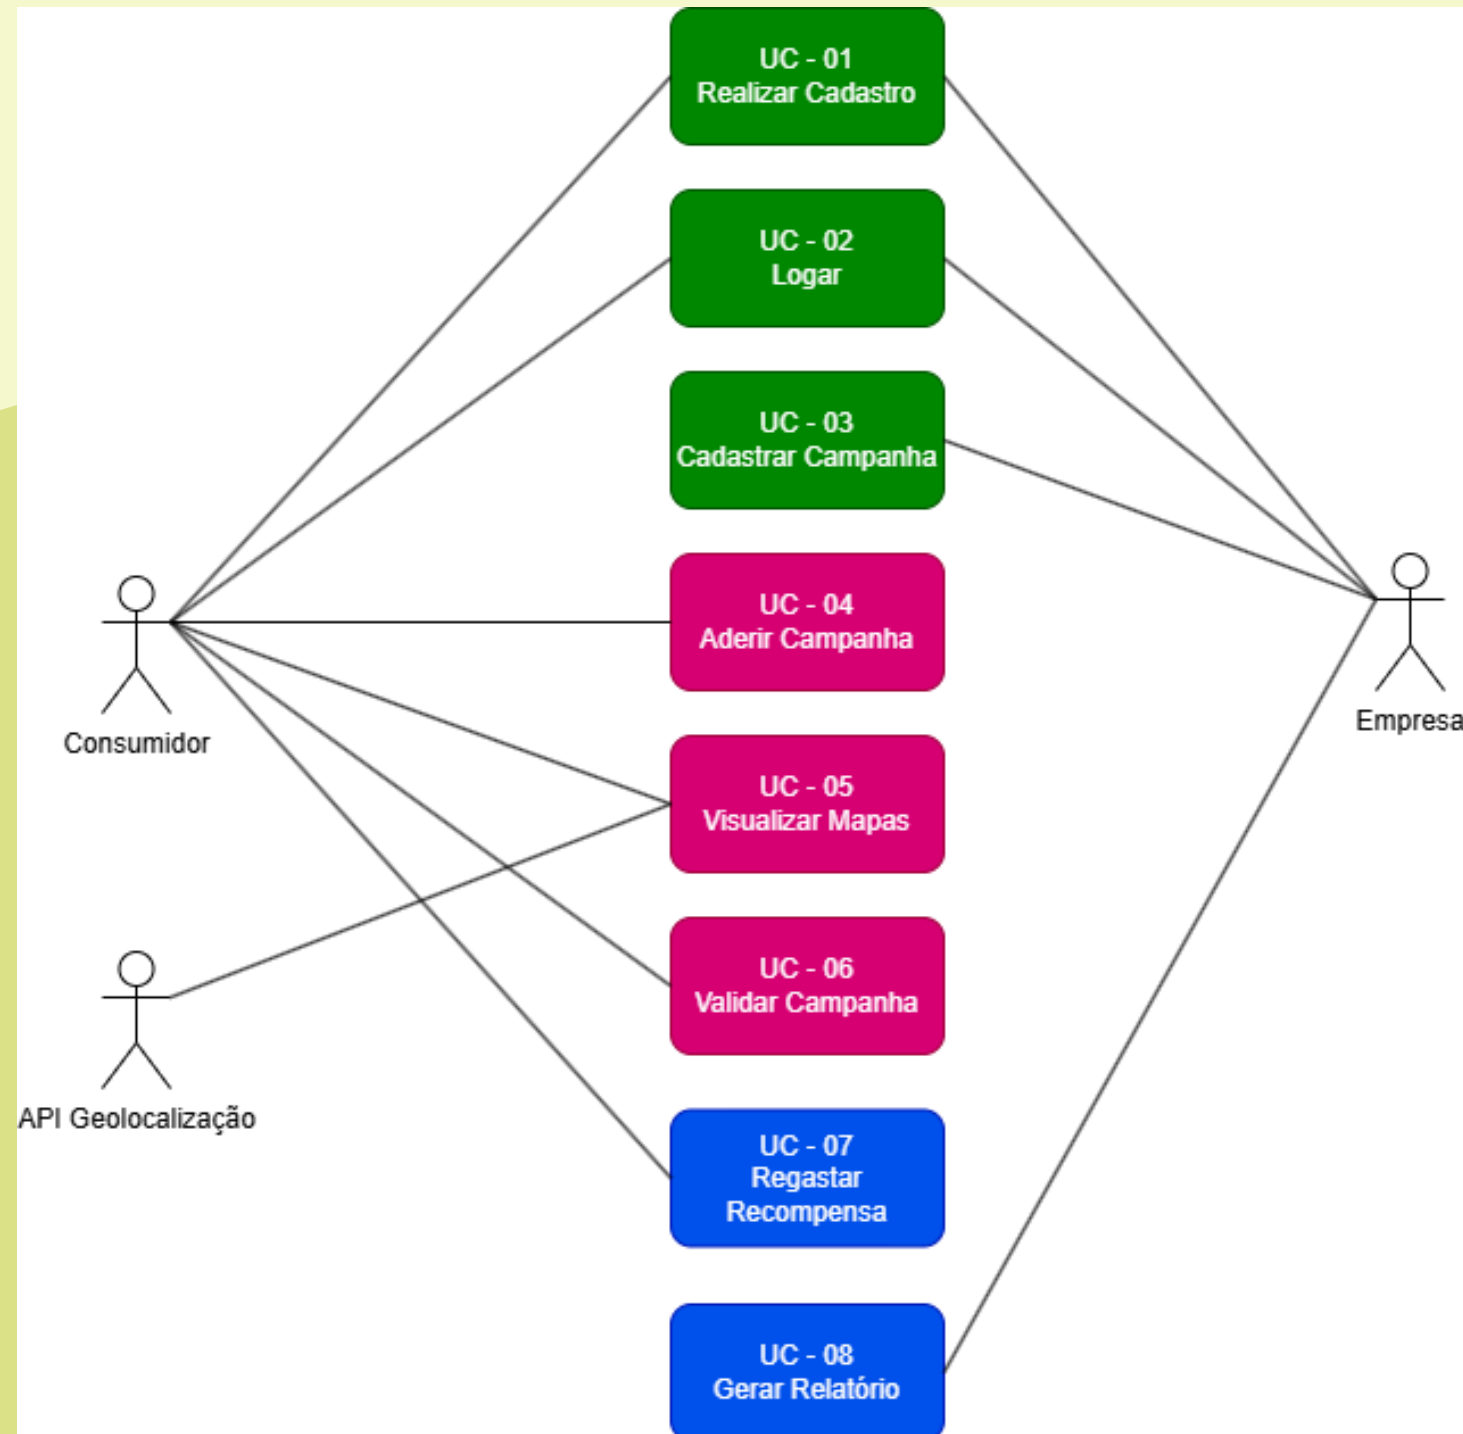 UC - 01
Realizar Cadastro
UC - 02
Logar
UC - 03
Cadastrar Campanha
UC - 04
Aderir Campanha
Consumidor
Empresa
UC - 05
Visualizar Mapas
UC - 06
Validar Campanha
API Geolocalização
UC - 07
Regastar
Recompensa
UC - 08
Gerar Relatório